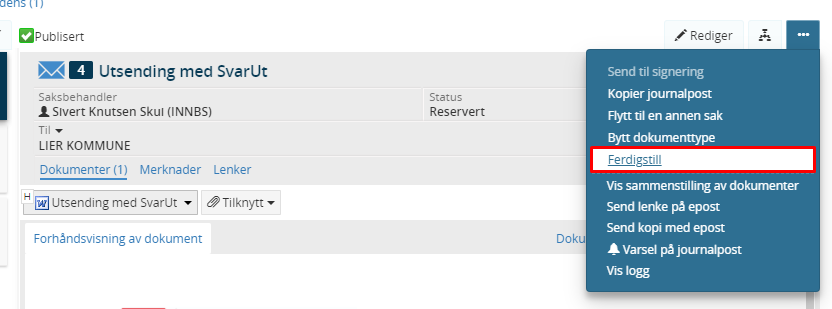 dens (1)
Publisert
Rediger
4 Utsending med SvarUt
Saksbehandler
Status
Sivert Knutsen Skul (INNBS)
Reservert
Til
LIER KOMMUNE
Dokumenter (1) Merknader Lenker
H
Utsending med SvarUt
Tilknytt
Forhåndsvisning av dokument
Doku
Send til signering
Kopier journalpost
Flytt til en annen sak
Bytt dokumenttype
Ferdigstill
Vis sammenstilling av dokumenter
Send lenke på epost
Send kopi med epost
Varsel på journalpost
Vis logg